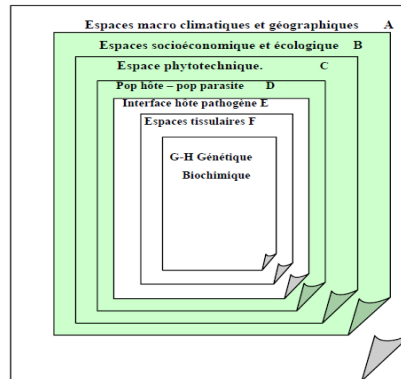 Espaces macro climatiques et géographiques A
Espaces socioéconomique et écologique B
Espace phytotechnique. C
Pop hôte – pop parasite D
Interface hôte pathogène E
Espaces tissulaires F
G-H Génétique
Biochimique